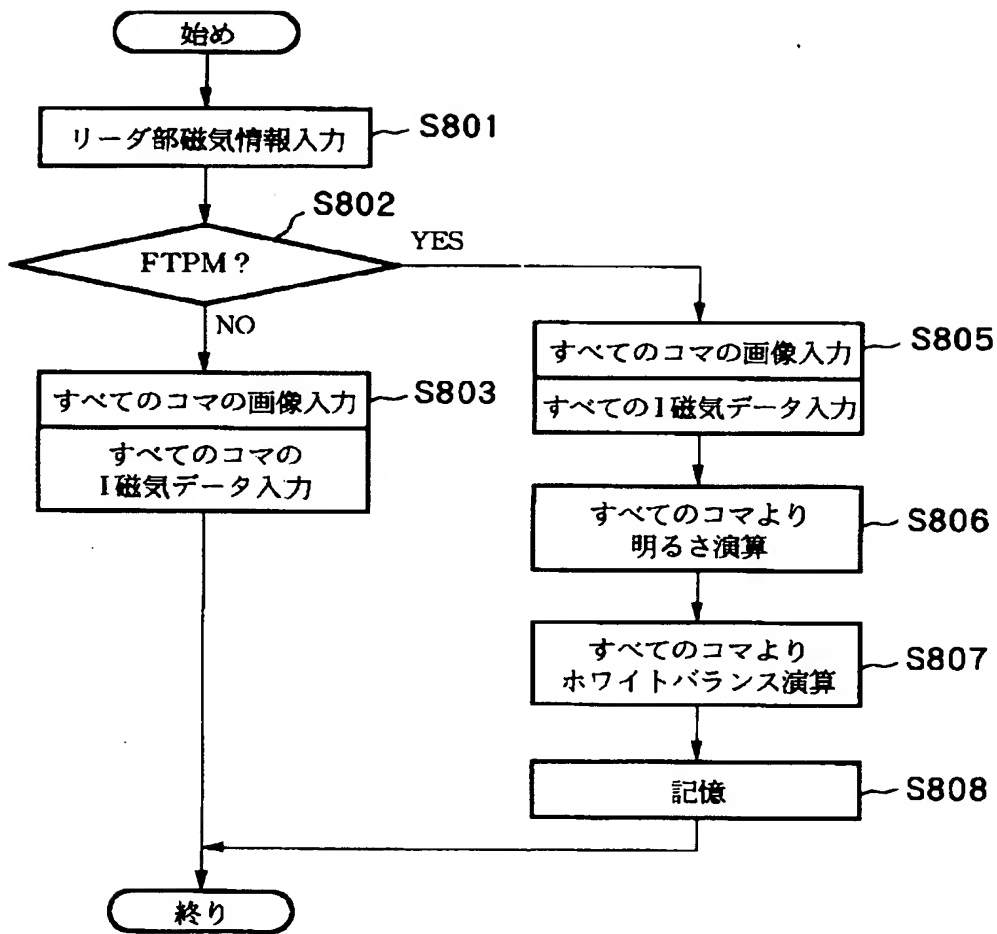 始め
リーダ部磁気情報入力
S801
S802
FTPM?
YES
NO
すべてのコマの画像入力
S803
すべてのコマの
I磁気データ入力
すべてのコマの画像入力
S805
すべてのI磁気データ入力
すべてのコマより
明るさ演算
S806
すべてのコマより
ホワイトバランス演算
S807
記憶
S808
終り